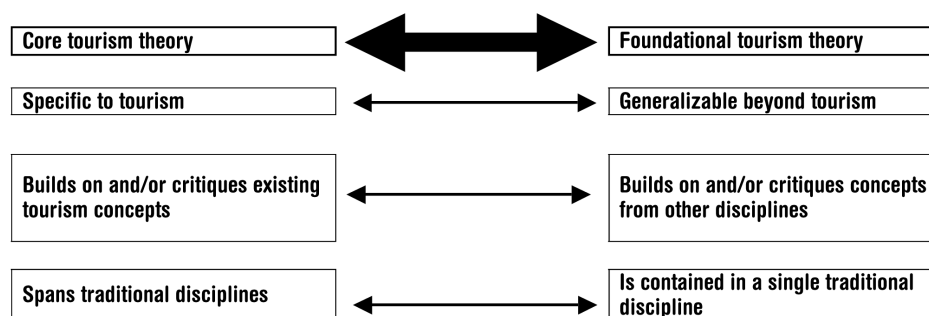 Core tourism theory
Foundational tourism theory
Specific to tourism
Generalizable beyond tourism
Builds on and/or critiques existing
tourism concepts
Builds on and/or critiques concepts
from other disciplines
Spans traditional disciplines
Is contained in a single traditional
discipline